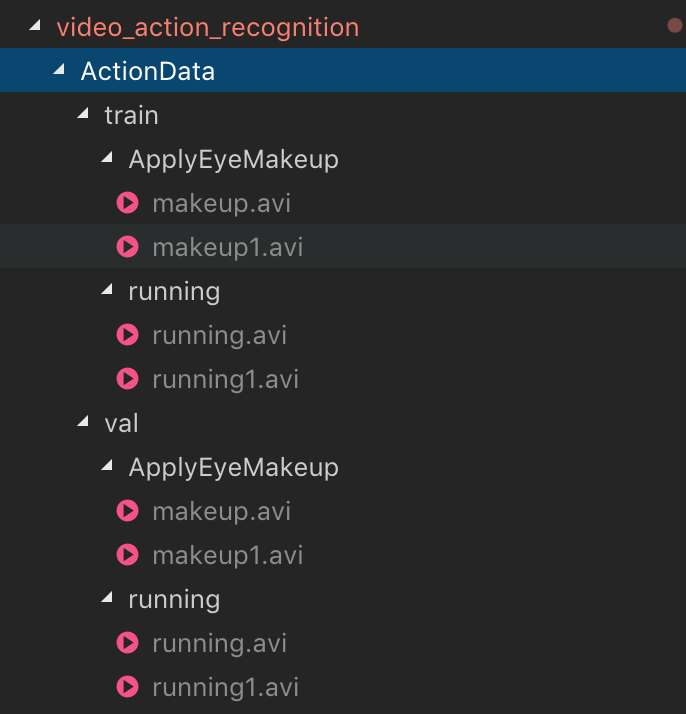 video_action_recognition
ActionData
train
ApplyEyeMakeup
makeup.avi
makeup1.avi
running
running.avi
running1.avi
val
ApplyEyeMakeup
makeup.avi
makeup1.avi
running
running.avi
running1.avi